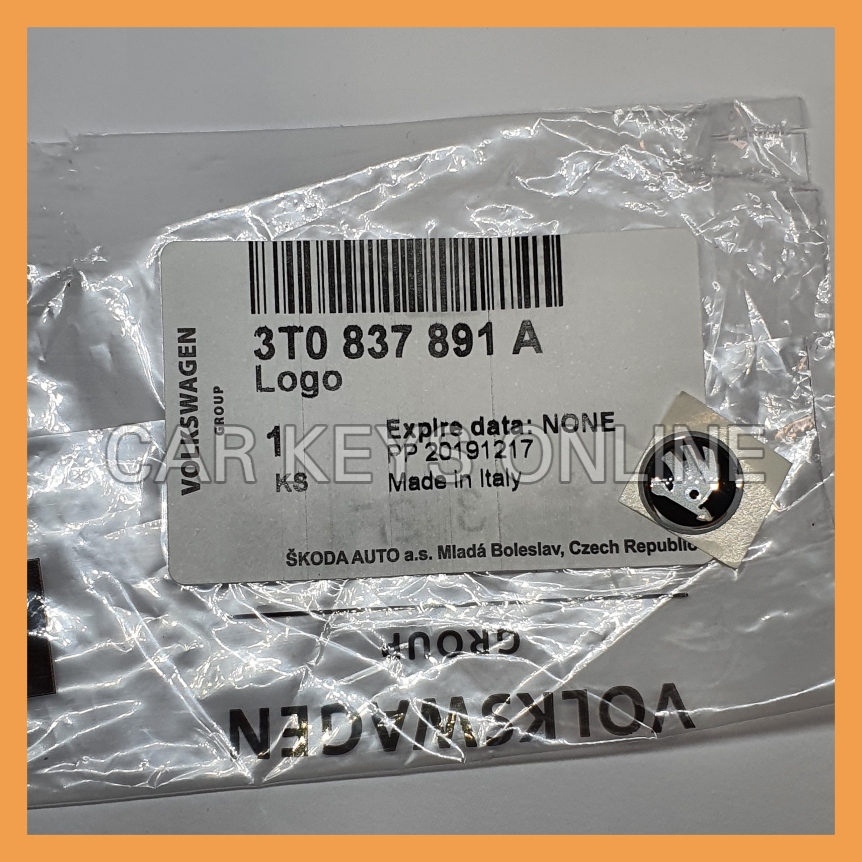 3T0 837 891 A
Logo
VOLKSWAGEN
GROUP
1
KS
Expire data: NONE
PP 20191217
Made in Italy
CAR KEYS ONLINE
ŠKODA AUTO a.s. Mladá Boleslav, Czech Republic
GROUP
VOLKSWAGEN